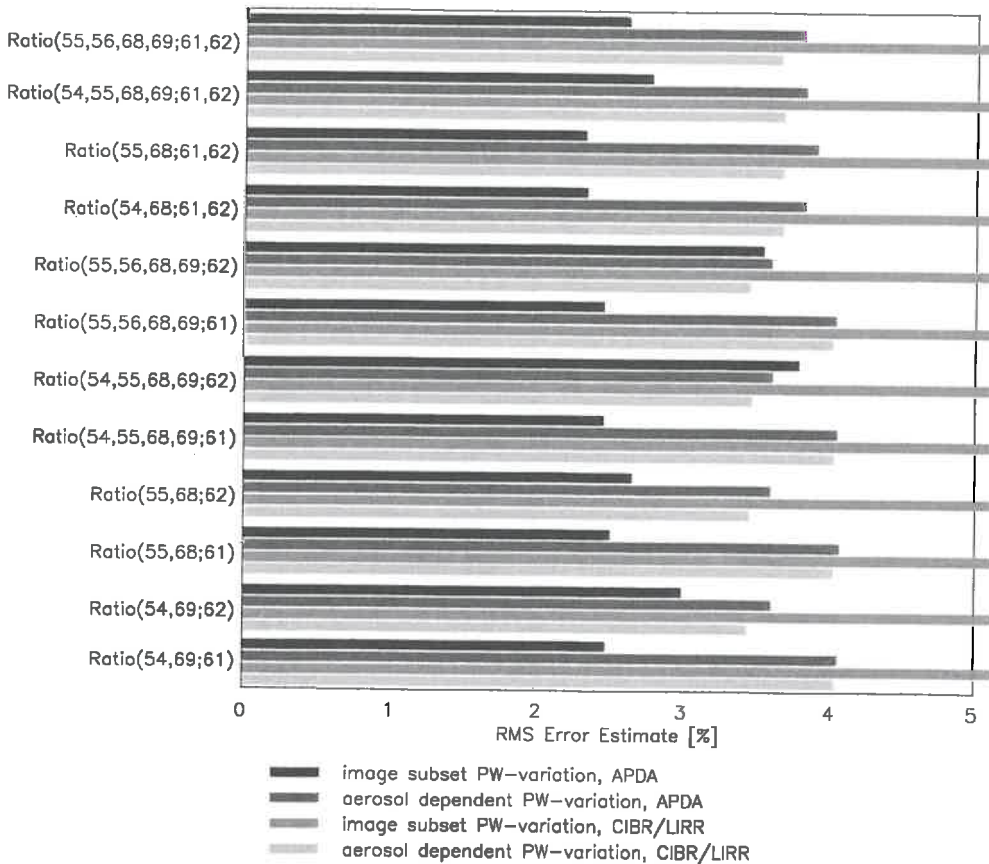 Ratio(55,56,68,69;61,62)
Ratio(54,55,68,69;61,62)
Ratio(55,68;61,62)
Ratio(54,68;61,62)
Ratio(55,56,68,69;62)
Ratio(55,56,68,69;61)
Ratio(54,55,68,69;62)
Ratio(54,55,68,69;61)
Ratio(55,68;62)
Ratio(55,68;61)
Ratio(54,69;62)
Ratio(54,69;61)
0 1 2 3 4 5
RMS Error Estimate [%]
image subset PW-variation, APDA
aerosol dependent PW-variation, APDA
image subset PW-variation, CIBR/LIRR
aerosol dependent PW-variation, CIBR/LIRR